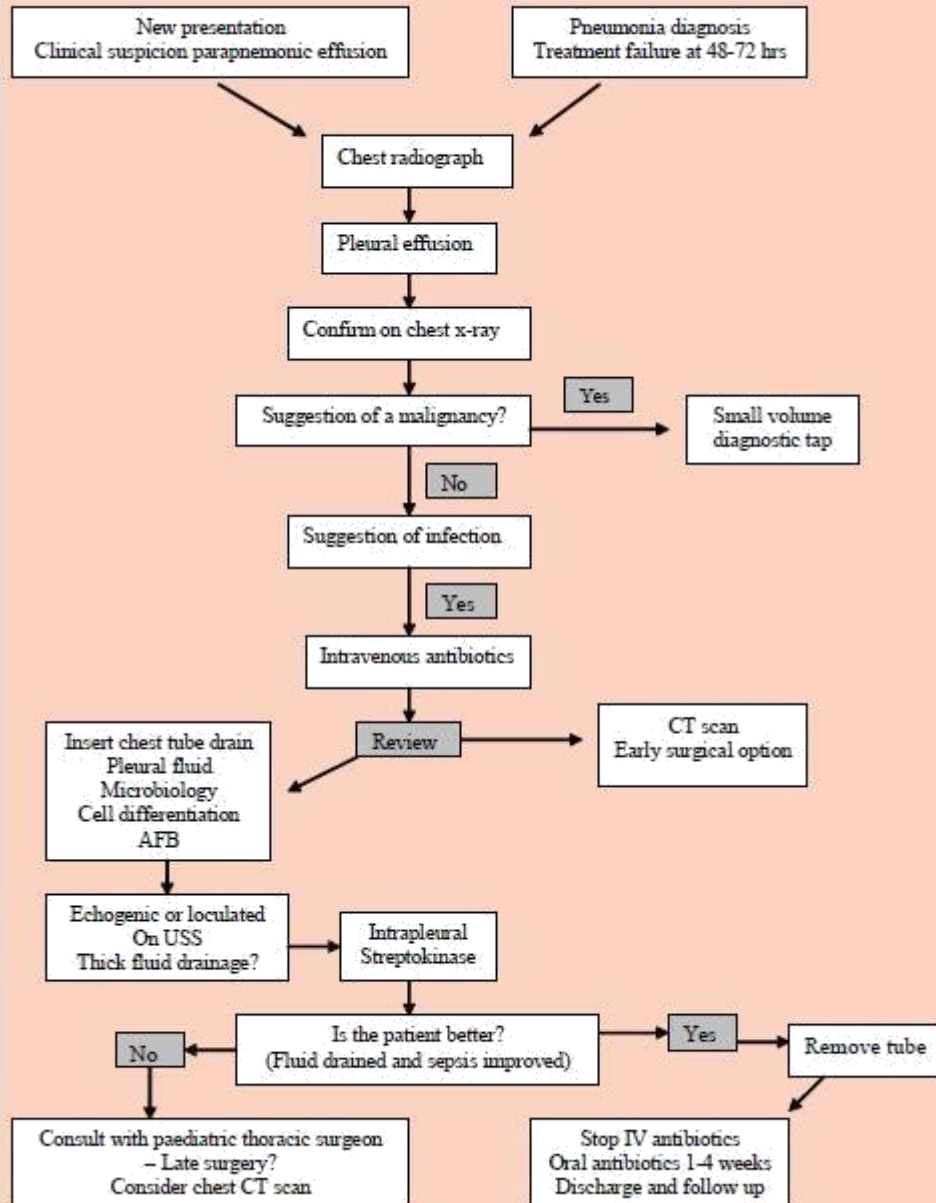 New presentation
Clinical suspicion parapnemonic effusion
Pneumonia diagnosis
Treatment failure at 48-72 hrs
Chest radiograph
Pleural effusion
Confirm on chest x-ray
Suggestion of a malignancy?
Yes
Small volume
diagnostic tap
No
Suggestion of infection
Yes
Intravenous antibiotics
Review
CT scan
Early surgical option
Insert chest tube drain
Pleural fluid
Microbiology
Cell differentiation
AFB
Echogenic or loculated
On USS
Thick fluid drainage?
Intrapleural
Streptokinase
Is the patient better?
(Fluid drained and sepsis improved)
Yes
Remove tube
No
Consult with paediatric thoracic surgeon
– Late surgery?
Consider chest CT scan
Stop IV antibiotics
Oral antibiotics 1-4 weeks
Discharge and follow up